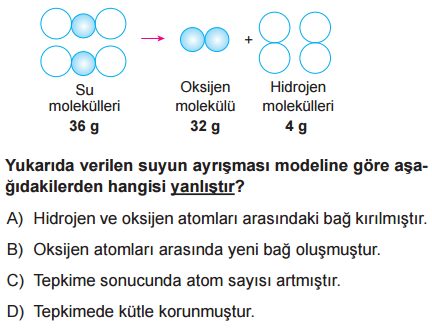 +
Su
molekülleri
36 g
Oksijen
molekülü
32 g
Hidrojen
molekülleri
4 g
Yukarıda verilen suyun ayrışması modeline göre aşa-
ğıdakilerden hangisi yanlıştır?
A) Hidrojen ve oksijen atomları arasındaki bağ kırılmıştır.
B) Oksijen atomları arasında yeni bağ oluşmuştur.
C) Tepkime sonucunda atom sayısı artmıştır.
D) Tepkimede kütle korunmuştur.